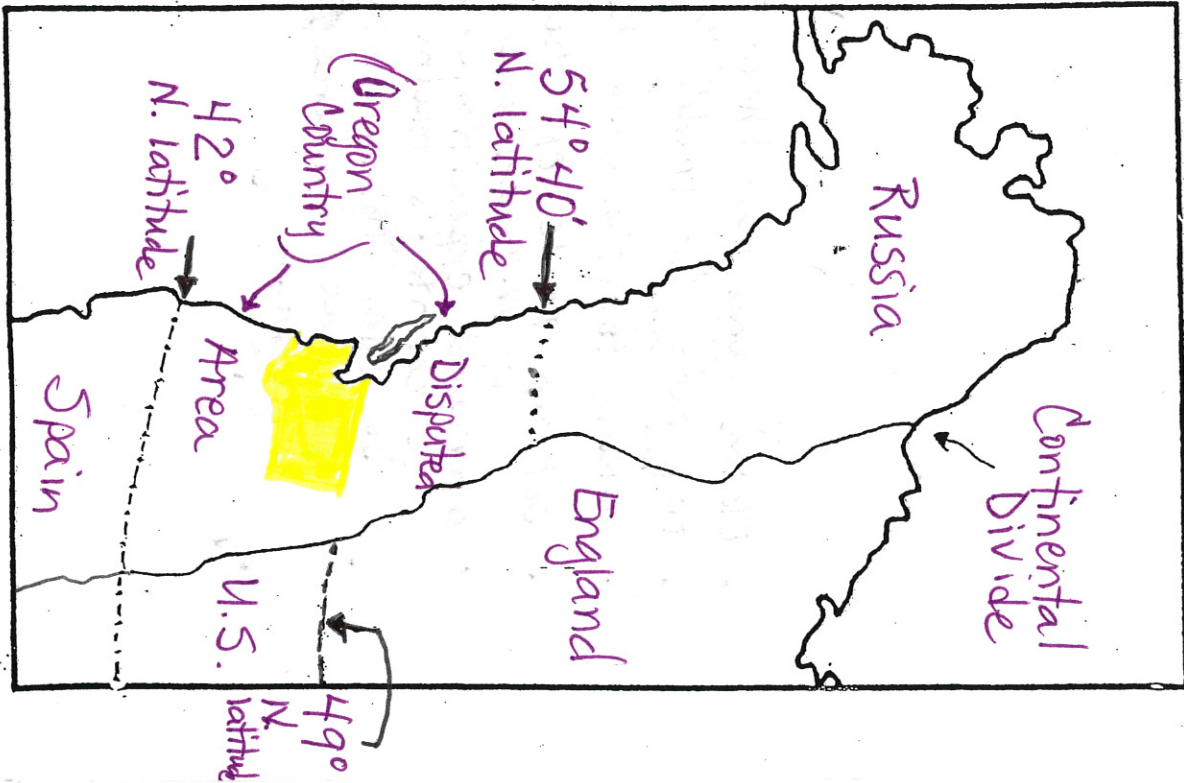 Continental
Divide
Russia
54° 40'
N. latitude
England
Disputed
(Oregon
Country)
Area
U.S.
49°
N.
latitude
42°
N. latitude
Spain